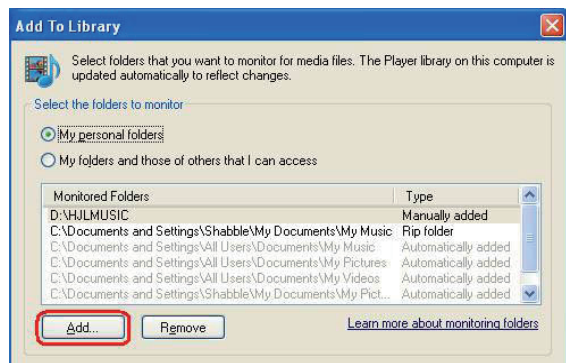 Add To Library
Select folders that you want to monitor for media files. The Player library on this computer is
updated automatically to reflect changes.
Select the folders to monitor
My personal folders
My folders and those of others that I can access
Monitored Folders Type
D:\HJLMUSIC Manually added
C:\Documents and Settings\Shabble\My Documents\My Music Rip folder
C:\Documents and Settings\All Users\Documents\My Music Automatically added
C:\Documents and Settings\All Users\Documents\My Pictures Automatically added
C:\Documents and Settings\All Users\Documents\My Videos Automatically added
C:\Documents and Settings\Shabble\My Documents\My Pict... Automatically added
Add... Remove Learn more about monitoring folders